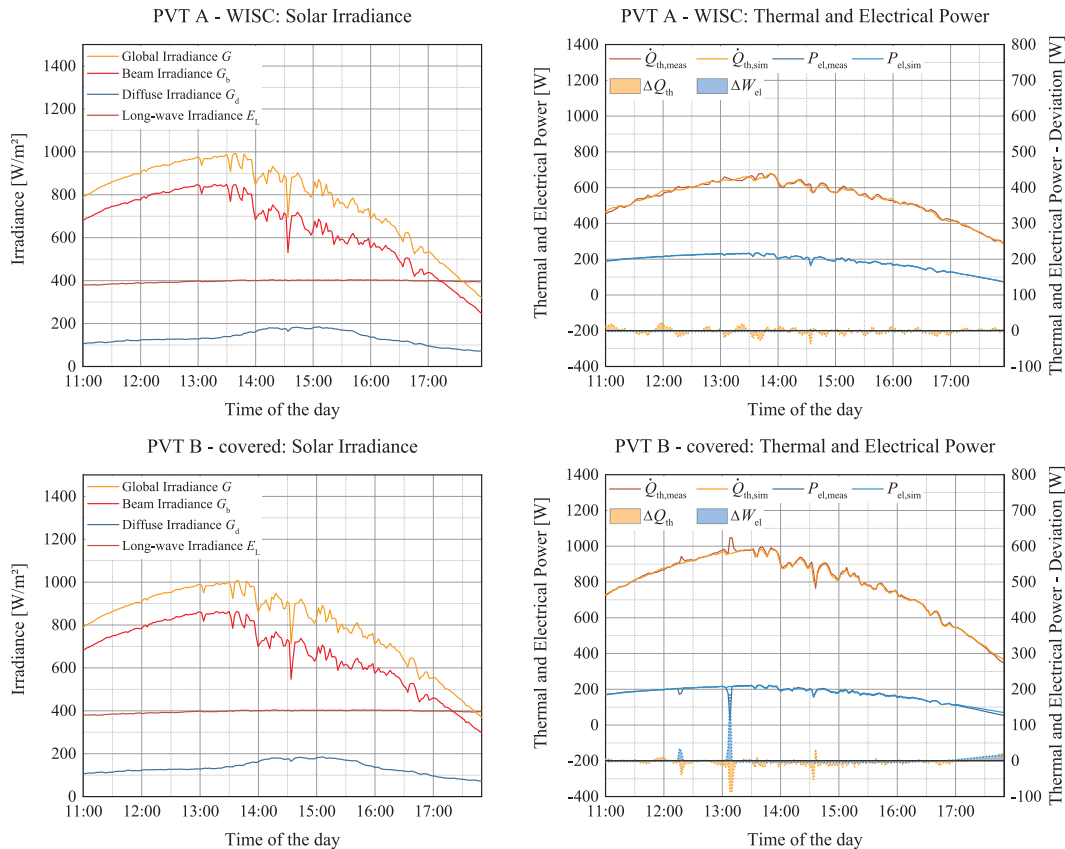 PVT A - WISC: Solar Irradiance
Global Irradiance G
Beam Irradiance Gb
Diffuse Irradiance Gd
Long-wave Irradiance EL
Irradiance [W/m²]
1400
1200
1000
800
600
400
200
0
11:00 12:00 13:00 14:00 15:00 16:00 17:00
Time of the day
PVT A - WISC: Thermal and Electrical Power
Q̇th,meas Q̇th,sim Pel,meas Pel,sim
ΔQth ΔWel
Thermal and Electrical Power [W]
1400
1200
1000
800
600
400
200
0
-200
-400
Thermal and Electrical Power - Deviation [W]
800
700
600
500
400
300
200
100
0
-100
11:00 12:00 13:00 14:00 15:00 16:00 17:00
Time of the day
PVT B - covered: Solar Irradiance
Global Irradiance G
Beam Irradiance Gb
Diffuse Irradiance Gd
Long-wave Irradiance EL
Irradiance [W/m²]
1400
1200
1000
800
600
400
200
0
11:00 12:00 13:00 14:00 15:00 16:00 17:00
Time of the day
PVT B - covered: Thermal and Electrical Power
Q̇th,meas Q̇th,sim Pel,meas Pel,sim
ΔQth ΔWel
Thermal and Electrical Power [W]
1400
1200
1000
800
600
400
200
0
-200
-400
Thermal and Electrical Power - Deviation [W]
800
700
600
500
400
300
200
100
0
-100
11:00 12:00 13:00 14:00 15:00 16:00 17:00
Time of the day